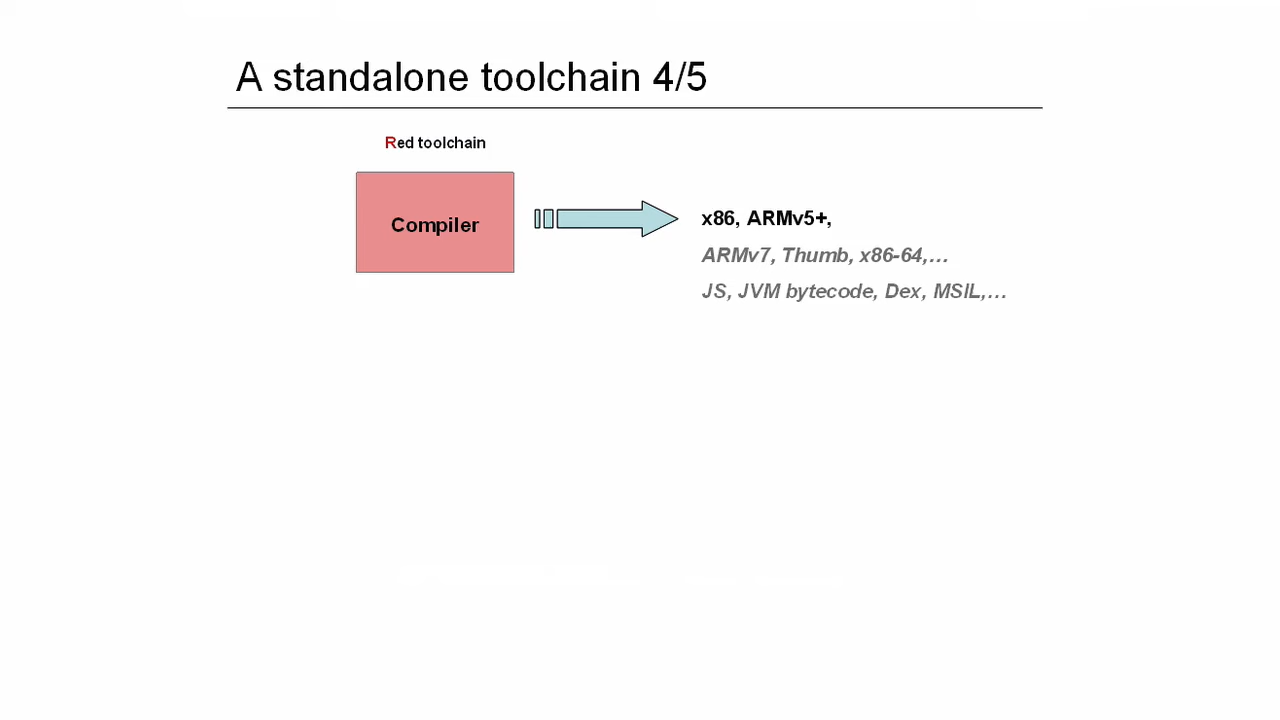 A standalone toolchain 4/5
Red toolchain
Compiler
x86, ARMv5+,
ARMv7, Thumb, x86-64,…
JS, JVM bytecode, Dex, MSIL,…